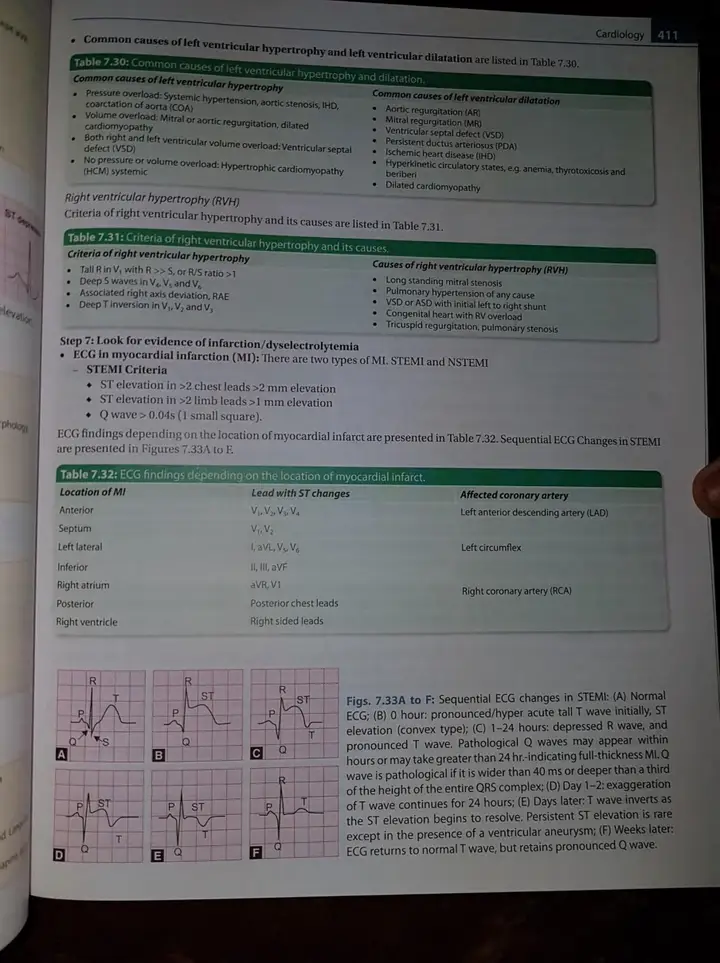 Cardiology 411
• Common causes of left ventricular hypertrophy and left ventricular dilatation are listed in Table 7.30.
Table 7.30: Common causes of left ventricular hypertrophy and dilatation.
Common causes of left ventricular hypertrophy
• Pressure overload: Systemic hypertension, aortic stenosis, IHD,
coarctation of aorta (COA)
• Volume overload: Mitral or aortic regurgitation, dilated
cardiomyopathy
• Both right and left ventricular volume overload: Ventricular septal
defect (VSD)
• No pressure or volume overload: Hypertrophic cardiomyopathy
(HCM) systemic
Common causes of left ventricular dilatation
• Aortic regurgitation (AR)
• Mitral regurgitation (MR)
• Ventricular septal defect (VSD)
• Persistent ductus arteriosus (PDA)
• Ischemic heart disease (IHD)
• Hyperkinetic circulatory states, e.g. anemia, thyrotoxicosis and
beriberi
• Dilated cardiomyopathy
Right ventricular hypertrophy (RVH)
Criteria of right ventricular hypertrophy and its causes are listed in Table 7.31.
Table 7.31: Criteria of right ventricular hypertrophy and its causes.
Criteria of right ventricular hypertrophy
• Tall R in V₁ with R >> S, or R/S ratio >1
• Deep S waves in V₄, V₅ and V₆
• Associated right axis deviation, RAE
• Deep T inversion in V₁, V₂ and V₃
Causes of right ventricular hypertrophy (RVH)
• Long standing mitral stenosis
• Pulmonary hypertension of any cause
• VSD or ASD with initial left to right shunt
• Congenital heart with RV overload
• Tricuspid regurgitation, pulmonary stenosis
Step 7: Look for evidence of infarction/dyselectrolytemia
• ECG in myocardial infarction (MI): There are two types of MI. STEMI and NSTEMI
– STEMI Criteria
◆ ST elevation in >2 chest leads >2 mm elevation
◆ ST elevation in >2 limb leads >1 mm elevation
◆ Q wave > 0.04s (1 small square).
ECG findings depending on the location of myocardial infarct are presented in Table 7.32. Sequential ECG Changes in STEMI
are presented in Figures 7.33A to F.
Table 7.32: ECG findings depending on the location of myocardial infarct.
Location of MI Lead with ST changes Affected coronary artery
Anterior V₁, V₂, V₃, V₄ Left anterior descending artery (LAD)
Septum V₁, V₂
Left lateral I, aVL, V₅, V₆ Left circumflex
Inferior II, III, aVF
Right atrium aVR, V1 Right coronary artery (RCA)
Posterior Posterior chest leads
Right ventricle Right sided leads
R T P Q S A
R ST P Q B
R ST P Q T C
P ST Q T D
P ST Q T E
R P T Q F
Figs. 7.33A to F: Sequential ECG changes in STEMI: (A) Normal
ECG; (B) 0 hour: pronounced/hyper acute tall T wave initially, ST
elevation (convex type); (C) 1–24 hours: depressed R wave, and
pronounced T wave. Pathological Q waves may appear within
hours or may take greater than 24 hr.-indicating full-thickness MI. Q
wave is pathological if it is wider than 40 ms or deeper than a third
of the height of the entire QRS complex; (D) Day 1–2: exaggeration
of T wave continues for 24 hours; (E) Days later: T wave inverts as
the ST elevation begins to resolve. Persistent ST elevation is rare
except in the presence of a ventricular aneurysm; (F) Weeks later:
ECG returns to normal T wave, but retains pronounced Q wave.